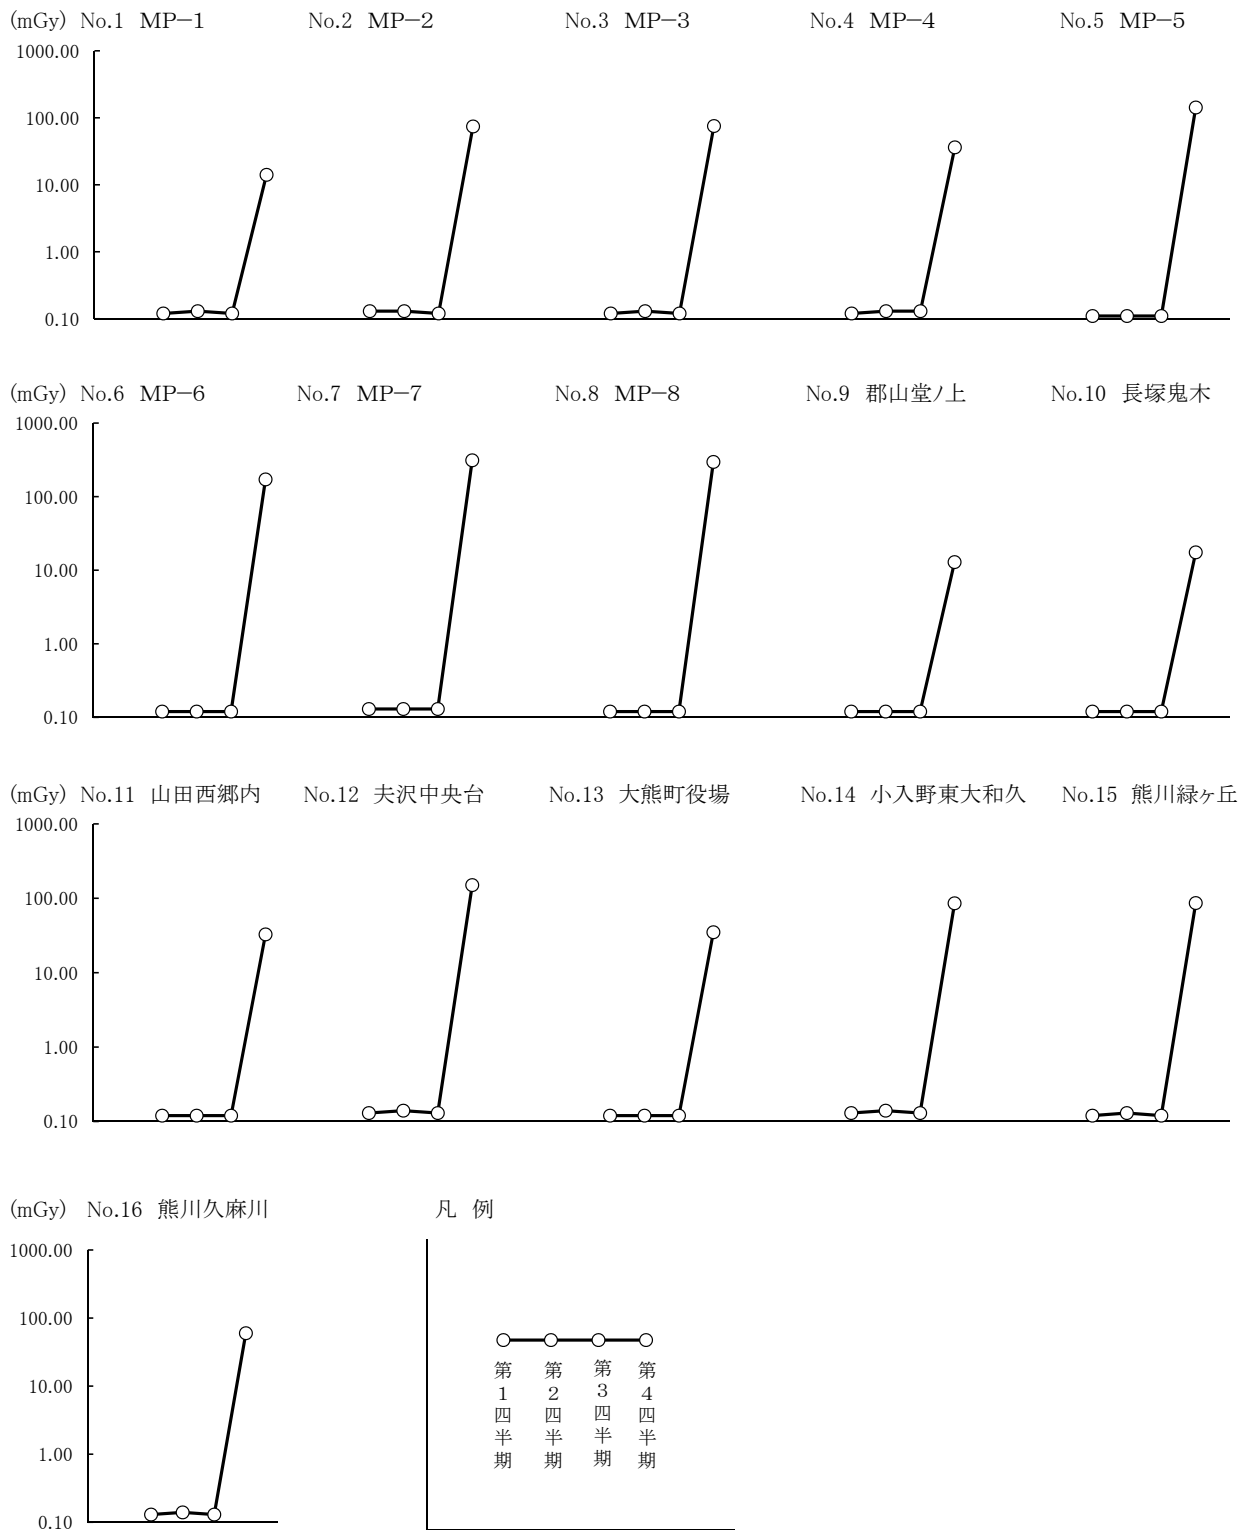 (mGy) No.1 MP-1 No.2 MP-2 No.3 MP-3 No.4 MP-4 No.5 MP-5
1000.00
100.00
10.00
1.00
0.10
(mGy) No.6 MP-6 No.7 MP-7 No.8 MP-8 No.9 郡山堂ノ上 No.10 長塚鬼木
1000.00
100.00
10.00
1.00
0.10
(mGy) No.11 山田西郷内 No.12 夫沢中央台 No.13 大熊町役場 No.14 小入野東大和久 No.15 熊川緑ヶ丘
1000.00
100.00
10.00
1.00
0.10
(mGy) No.16 熊川久麻川 凡 例
1000.00
100.00
10.00
1.00
0.10
第1四半期
第2四半期
第3四半期
第4四半期